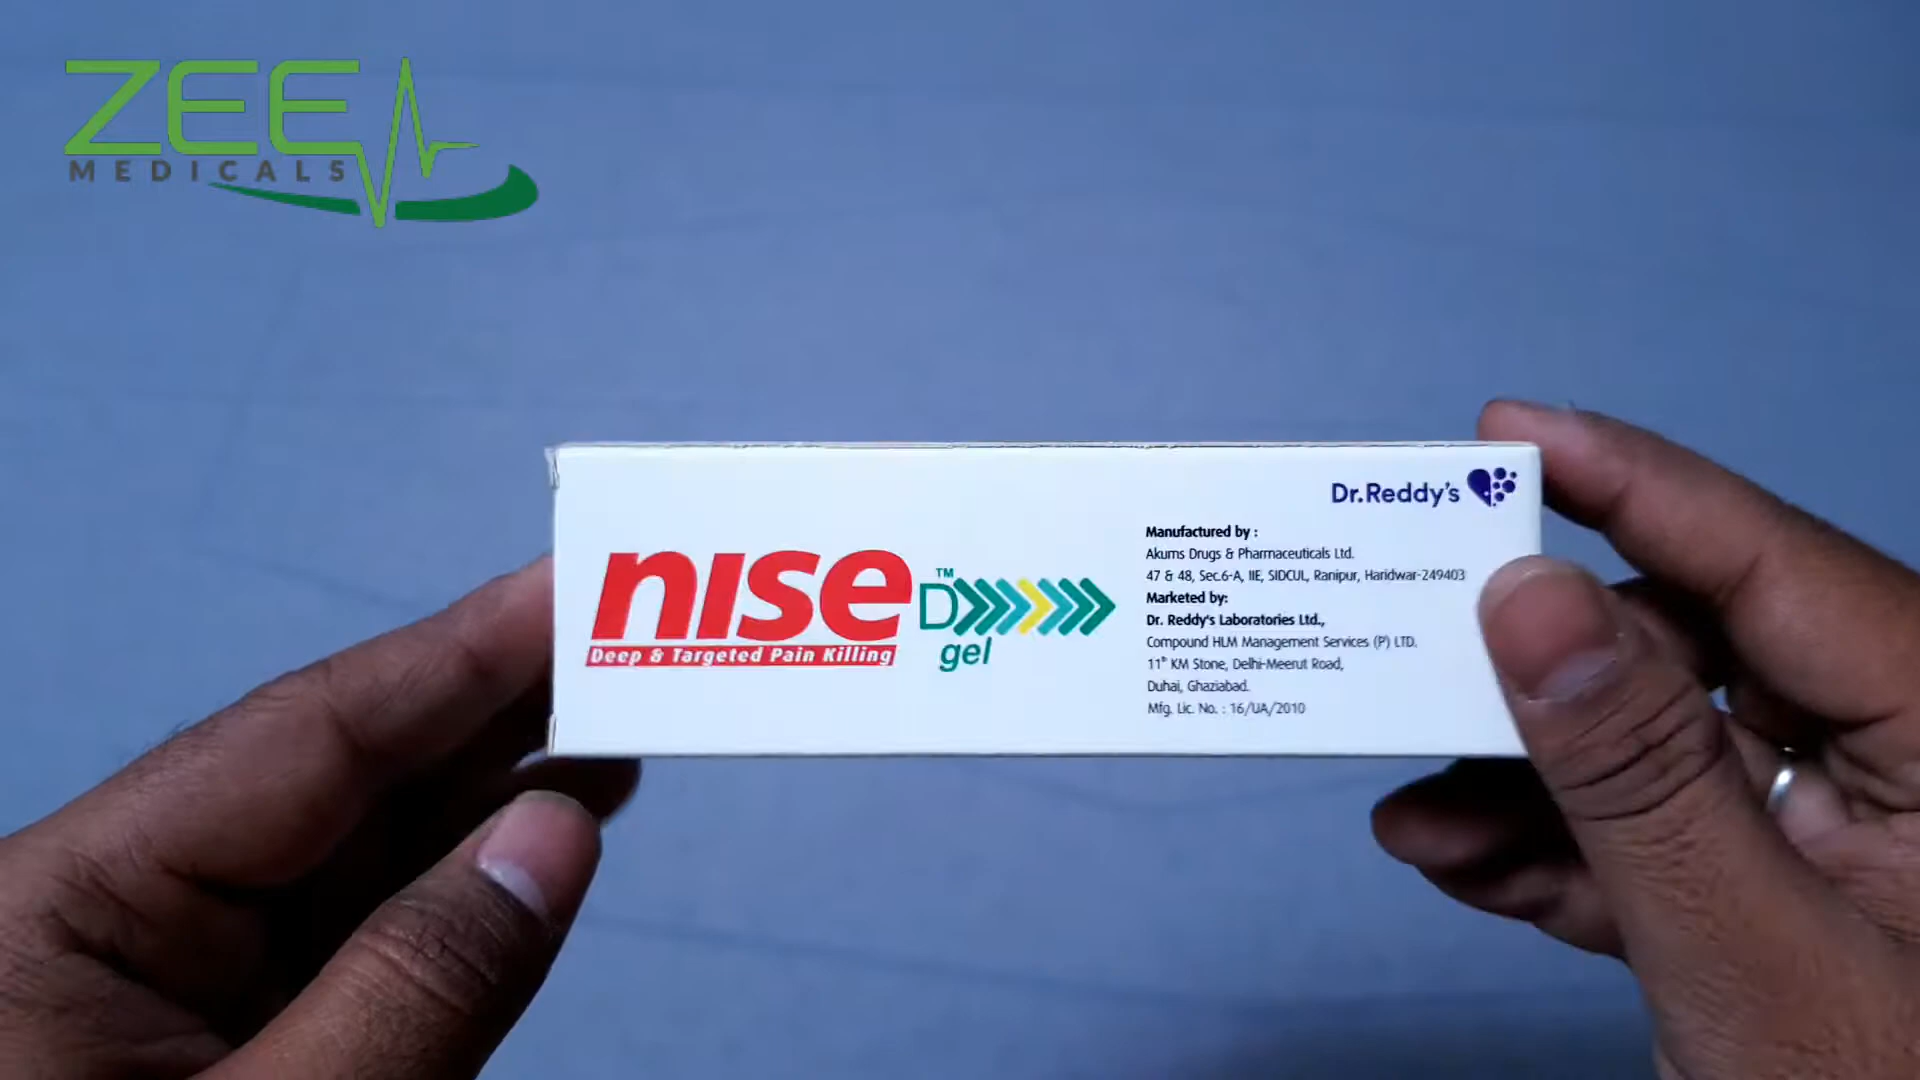 ZEE
MEDICALS
Dr.Reddy's
nise
Deep & Targeted Pain Killing
D™
gel
Manufactured by :
Akums Drugs & Pharmaceuticals Ltd.
47 & 48, Sec.6-A, IIE, SIDCUL, Ranipur, Haridwar-249403
Marketed by:
Dr. Reddy's Laboratories Ltd.,
Compound HLM Management Services (P) LTD.
11th KM Stone, Delhi-Meerut Road,
Duhai, Ghaziabad.
Mfg. Lic. No. : 16/UA/2010